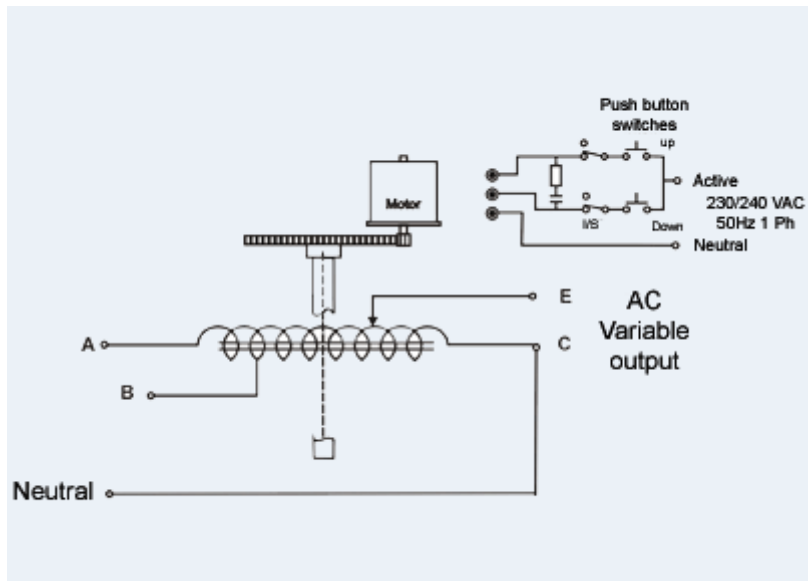 Push button
switches
up
Motor
Active
230/240 VAC
50Hz 1 Ph
I/S
Down
Neutral
E
AC
Variable
output
A
C
B
Neutral